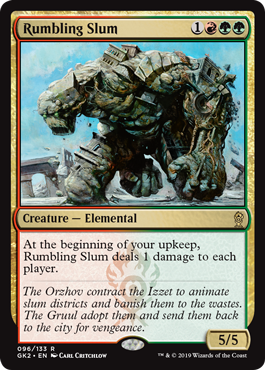 Rumbling Slum 1
Creature — Elemental
At the beginning of your upkeep,
Rumbling Slum deals 1 damage to each
player.
The Orzhov contract the Izzet to animate
slum districts and banish them to the wastes.
The Gruul adopt them and send them back
to the city for vengeance.
5/5
096/133 R
GK2 • EN Carl Critchlow
™ & © 2019 Wizards of the Coast